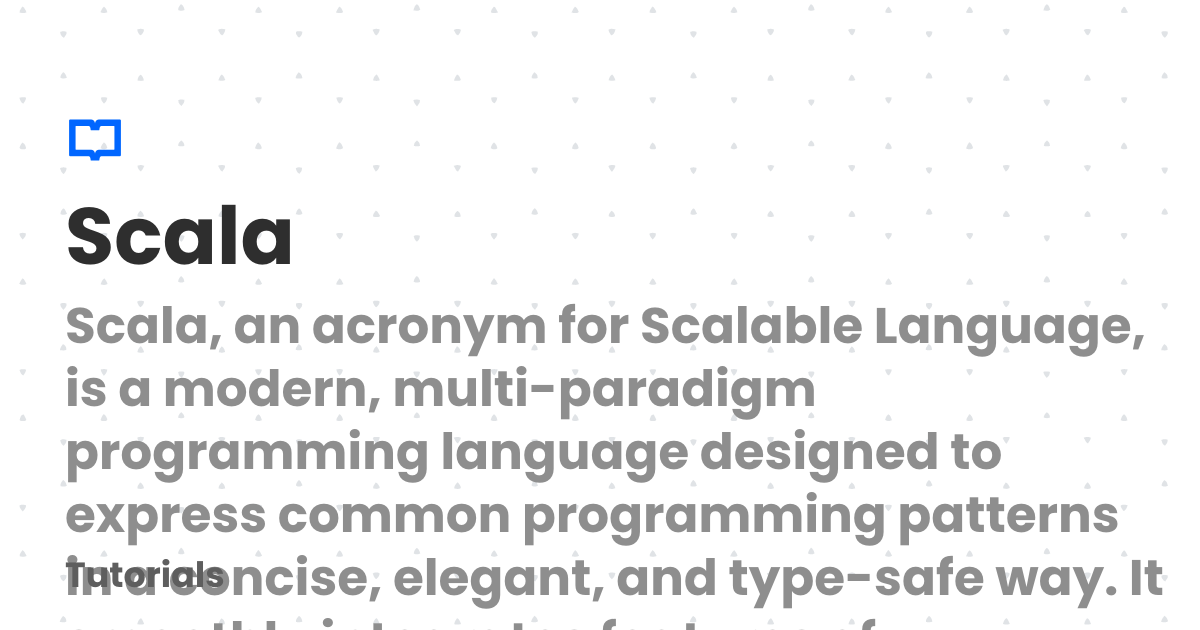 Scala
Scala, an acronym for Scalable Language,
is a modern, multi-paradigm
programming language designed to
express common programming patterns
in a concise, elegant, and type-safe way. It
Tutorials